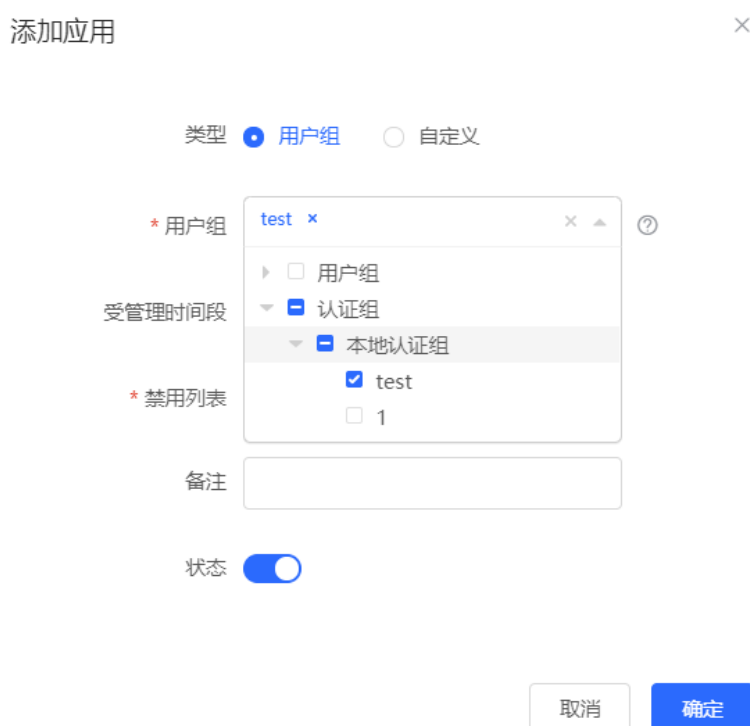 添加应用
类型 用户组 自定义
* 用户组 test ×
用户组
受管理时间段 认证组
本地认证组
* 禁用列表 test
1
备注
状态
取消 确定